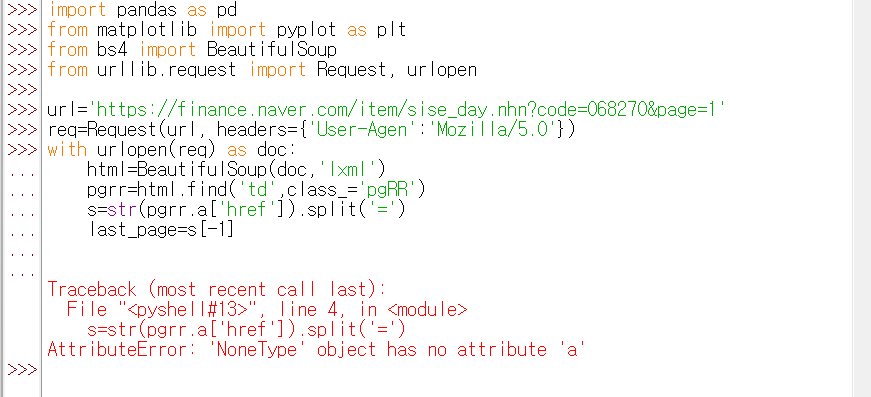 >>> import pandas as pd
>>> from matplotlib import pyplot as plt
>>> from bs4 import BeautifulSoup
>>> from urllib.request import Request, urlopen
>>>
>>> url='https://finance.naver.com/item/sise_day.nhn?code=068270&page=1'
>>> req=Request(url, headers={'User-Agen':'Mozilla/5.0'})
>>> with urlopen(req) as doc:
...     html=BeautifulSoup(doc,'lxml')
...     pgrr=html.find('td',class_='pgRR')
...     s=str(pgrr.a['href']).split('=')
...     last_page=s[-1]
...
...
Traceback (most recent call last):
  File "<pyshell#13>", line 4, in <module>
    s=str(pgrr.a['href']).split('=')
AttributeError: 'NoneType' object has no attribute 'a'
>>>